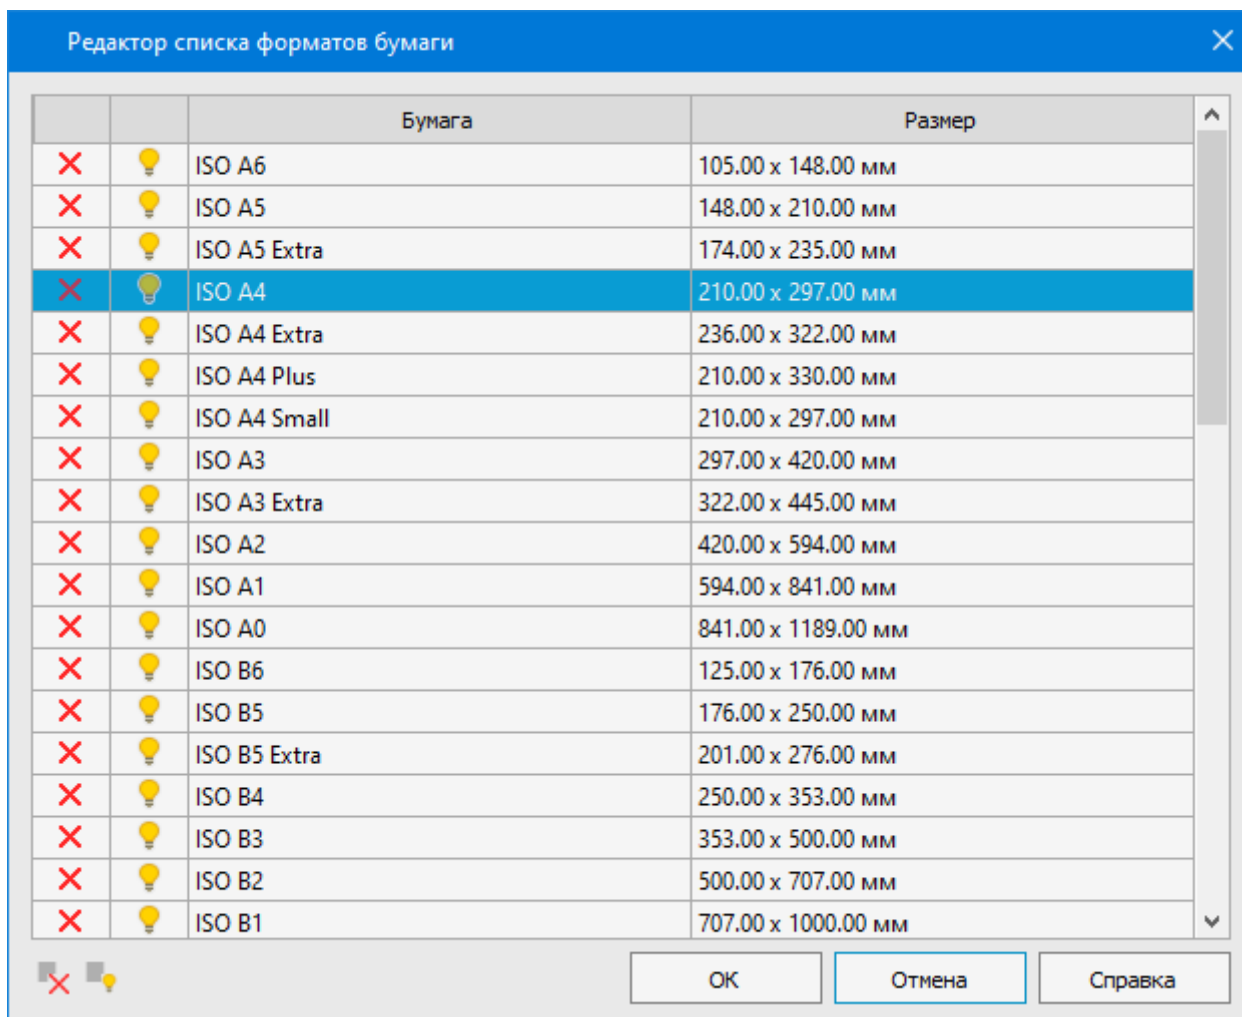 Редактор списка форматов бумаги
Бумага Размер
ISO A6 105.00 x 148.00 мм
ISO A5 148.00 x 210.00 мм
ISO A5 Extra 174.00 x 235.00 мм
ISO A4 210.00 x 297.00 мм
ISO A4 Extra 236.00 x 322.00 мм
ISO A4 Plus 210.00 x 330.00 мм
ISO A4 Small 210.00 x 297.00 мм
ISO A3 297.00 x 420.00 мм
ISO A3 Extra 322.00 x 445.00 мм
ISO A2 420.00 x 594.00 мм
ISO A1 594.00 x 841.00 мм
ISO A0 841.00 x 1189.00 мм
ISO B6 125.00 x 176.00 мм
ISO B5 176.00 x 250.00 мм
ISO B5 Extra 201.00 x 276.00 мм
ISO B4 250.00 x 353.00 мм
ISO B3 353.00 x 500.00 мм
ISO B2 500.00 x 707.00 мм
ISO B1 707.00 x 1000.00 мм
ОК Отмена Справка